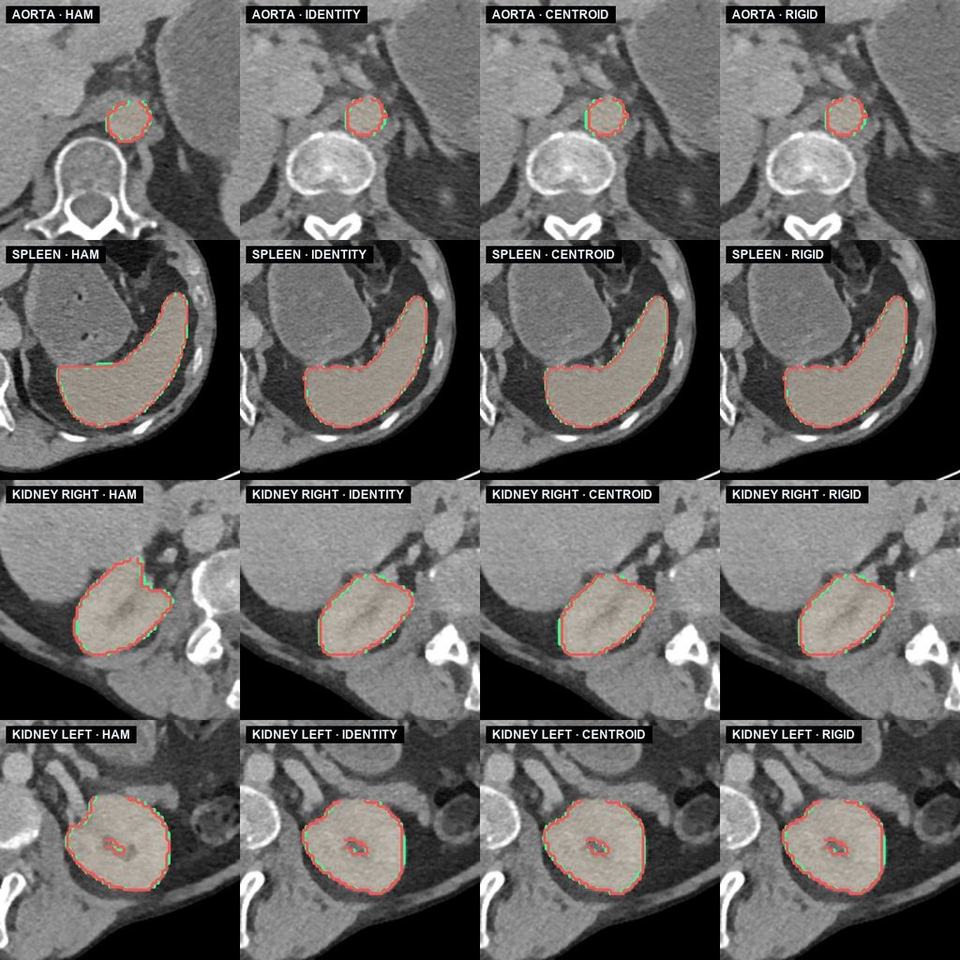 AORTA · HAM
AORTA · IDENTITY
AORTA · CENTROID
AORTA · RIGID
SPLEEN · HAM
SPLEEN · IDENTITY
SPLEEN · CENTROID
SPLEEN · RIGID
KIDNEY RIGHT · HAM
KIDNEY RIGHT · IDENTITY
KIDNEY RIGHT · CENTROID
KIDNEY RIGHT · RIGID
KIDNEY LEFT · HAM
KIDNEY LEFT · IDENTITY
KIDNEY LEFT · CENTROID
KIDNEY LEFT · RIGID